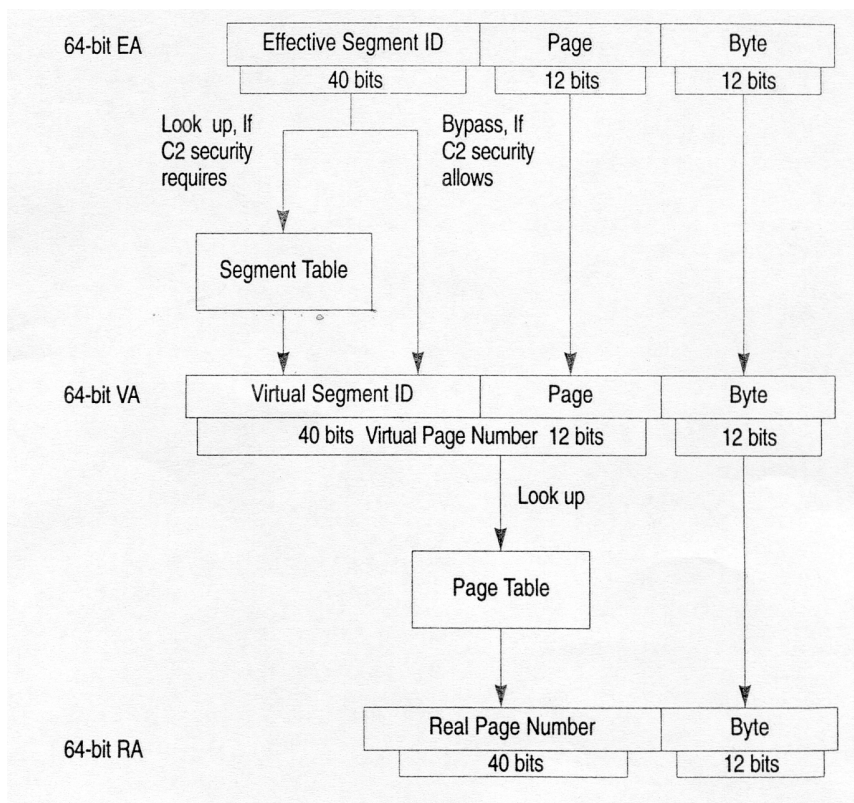 64-bit EA
Effective Segment ID
Page
Byte
40 bits
12 bits
12 bits
Look up, If
C2 security
requires
Bypass, If
C2 security
allows
Segment Table
64-bit VA
Virtual Segment ID
Page
Byte
40 bits Virtual Page Number 12 bits
12 bits
Look up
Page Table
64-bit RA
Real Page Number
Byte
40 bits
12 bits